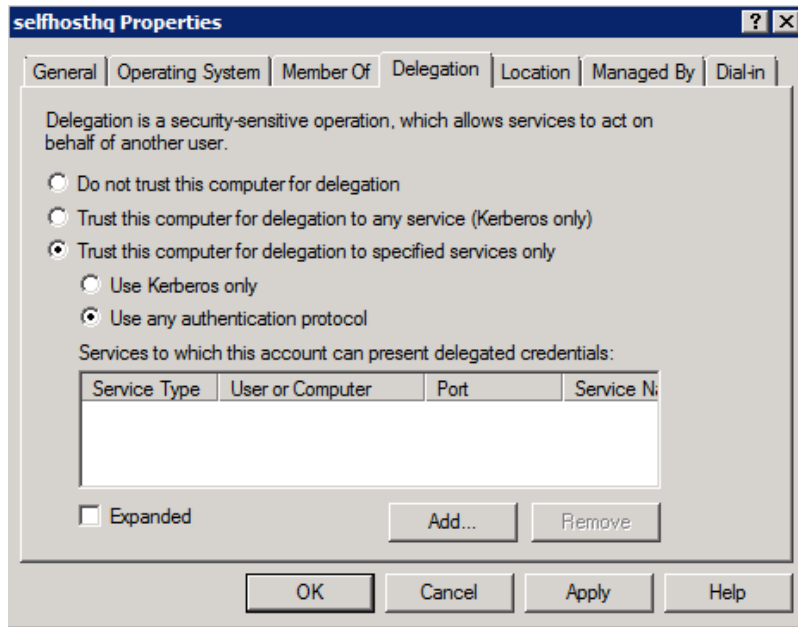 selfhosthq Properties
General Operating System Member Of Delegation Location Managed By Dial-in
Delegation is a security-sensitive operation, which allows services to act on
behalf of another user.
Do not trust this computer for delegation
Trust this computer for delegation to any service (Kerberos only)
Trust this computer for delegation to specified services only
Use Kerberos only
Use any authentication protocol
Services to which this account can present delegated credentials:
Service Type User or Computer Port Service Na
Expanded Add... Remove
OK Cancel Apply Help